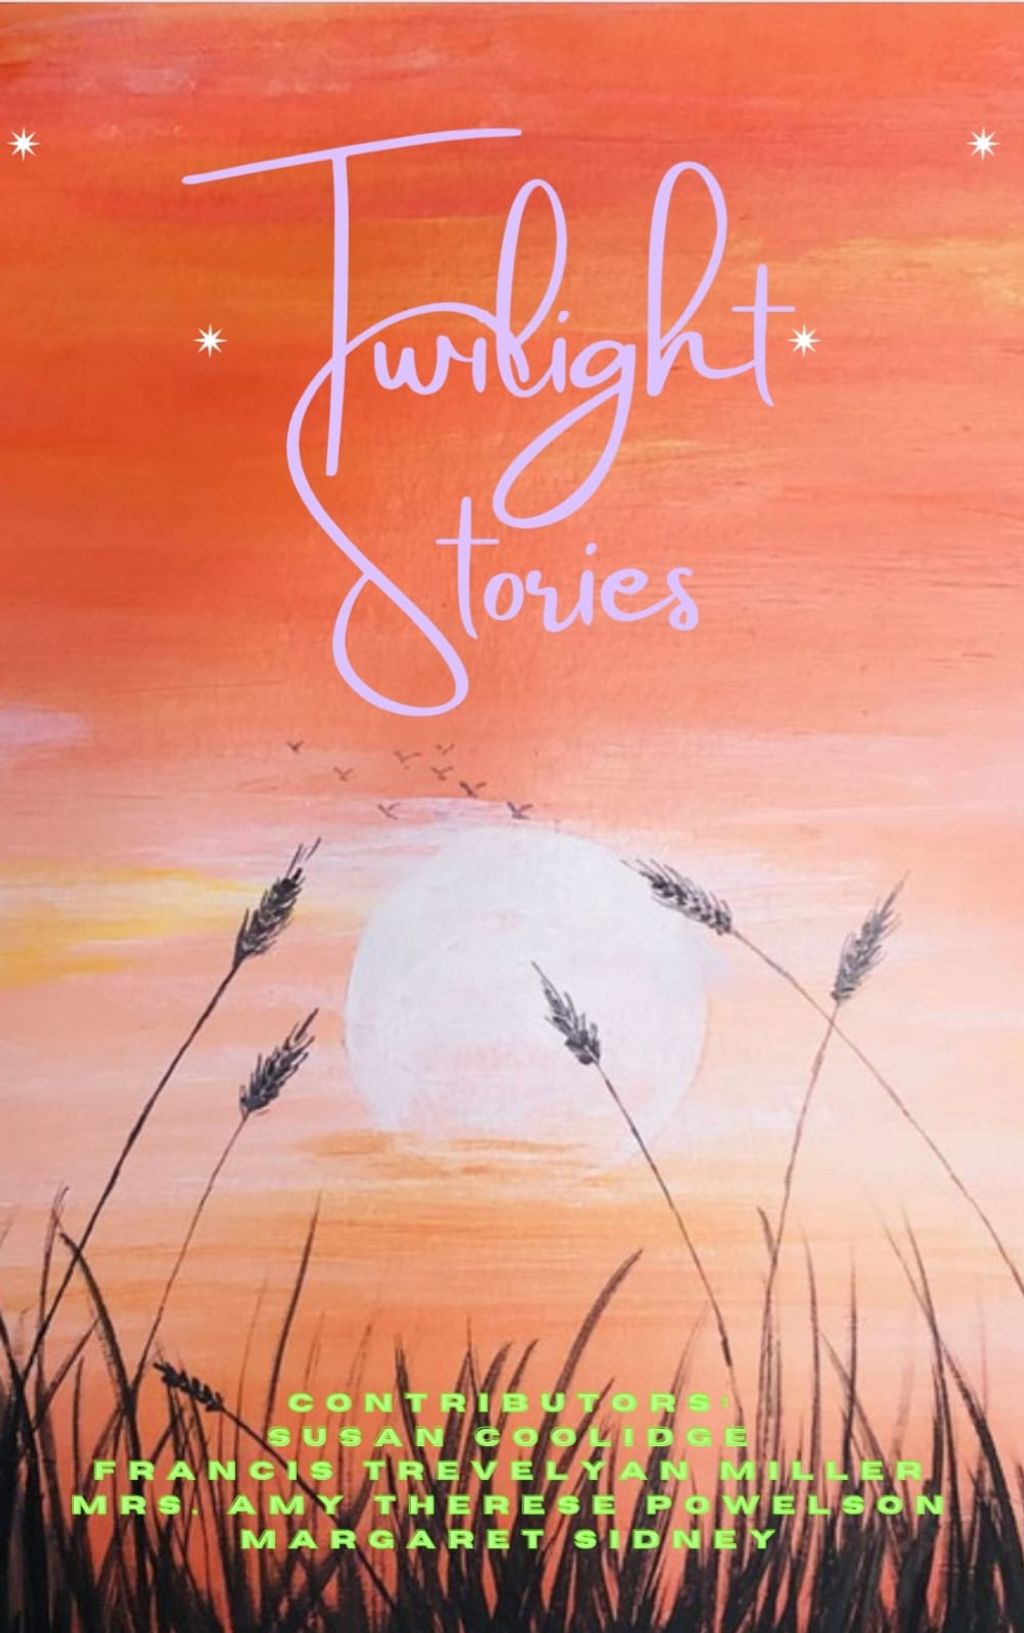 Twilight
Stories
CONTRIBUTORS:
SUSAN COOLIDGE
FRANCIS TREVELYAN MILLER
MRS. AMY THERESE POWELSON
MARGARET SIDNEY